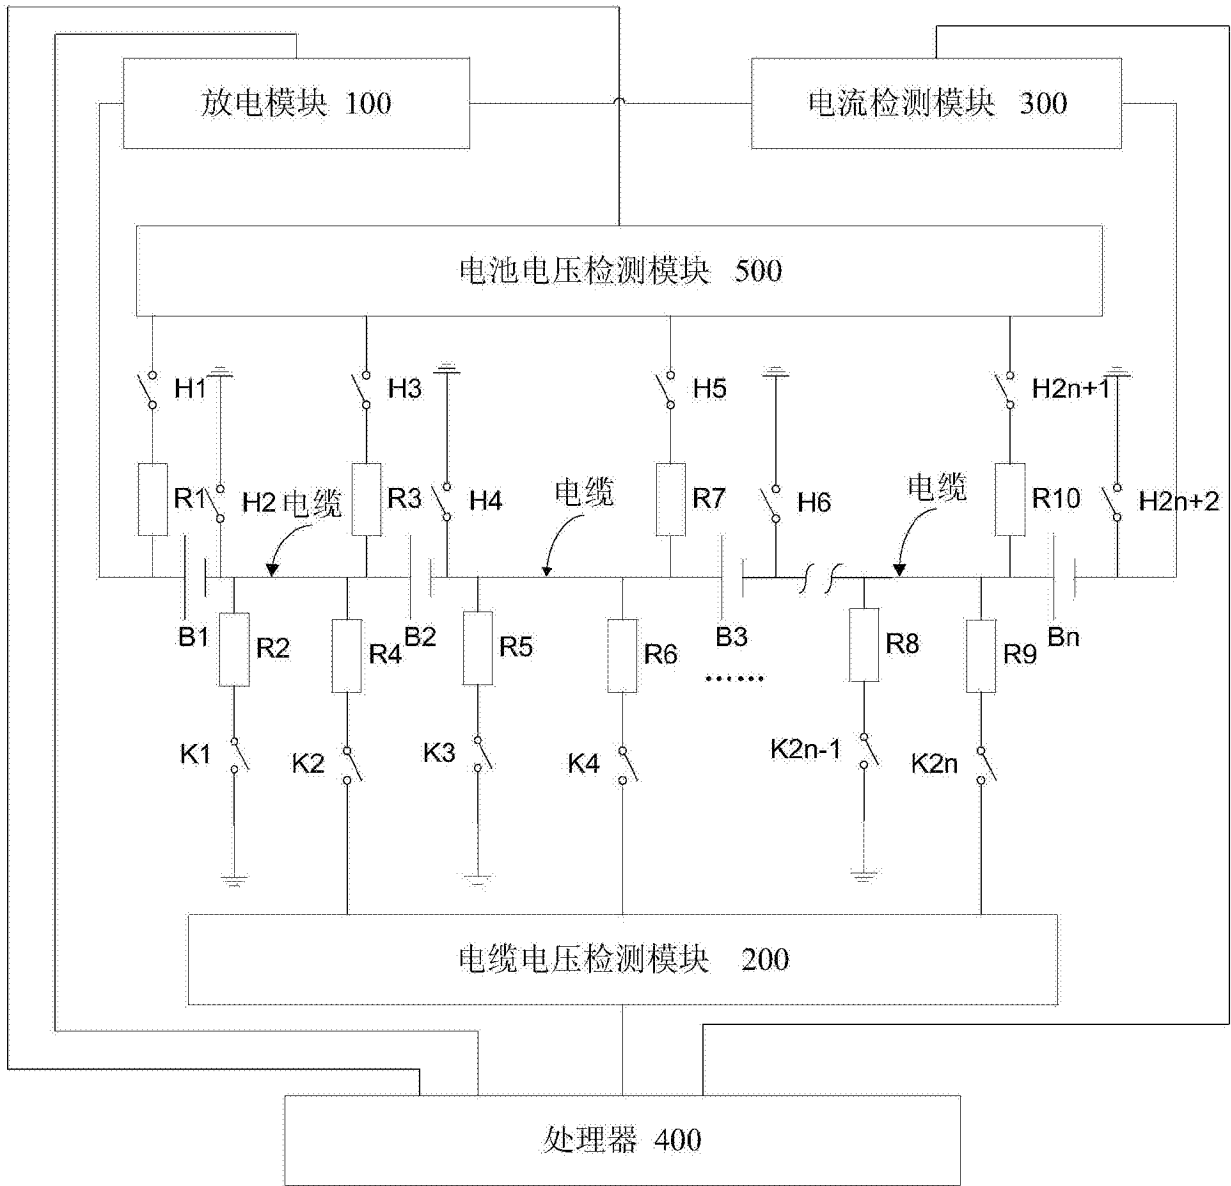 放电模块 100
电流检测模块 300
电池电压检测模块 500
H1
H3
H5
H2n+1
R1
H2
电缆
R3
H4
电缆
R7
H6
电缆
R10
H2n+2
B1
R2
R4
B2
R5
R6
B3
R8
R9
Bn
......
K1
K2
K3
K4
K2n-1
K2n
电缆电压检测模块 200
处理器 400